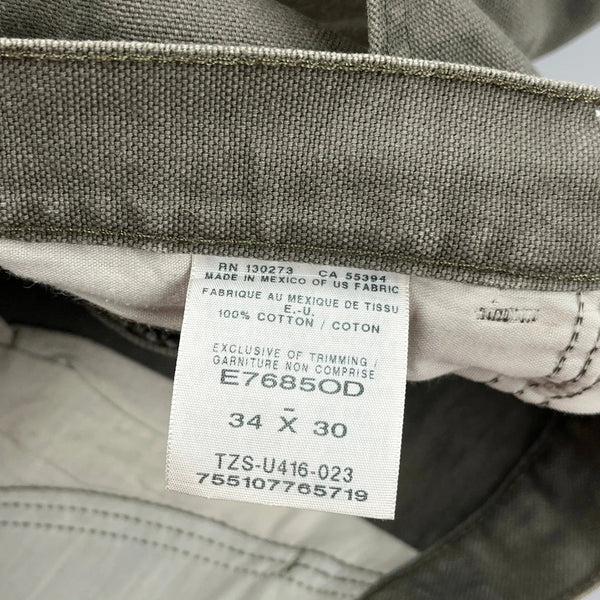 RN 130273 CA 55394
MADE IN MEXICO OF US FABRIC
FABRIQUE AU MEXIQUE DE TISSU
E.-U.
100% COTTON / COTON
EXCLUSIVE OF TRIMMING /
GARNITURE NON COMPRISE
E7685OD
34 X 30
TZS-U416-023
755107765719